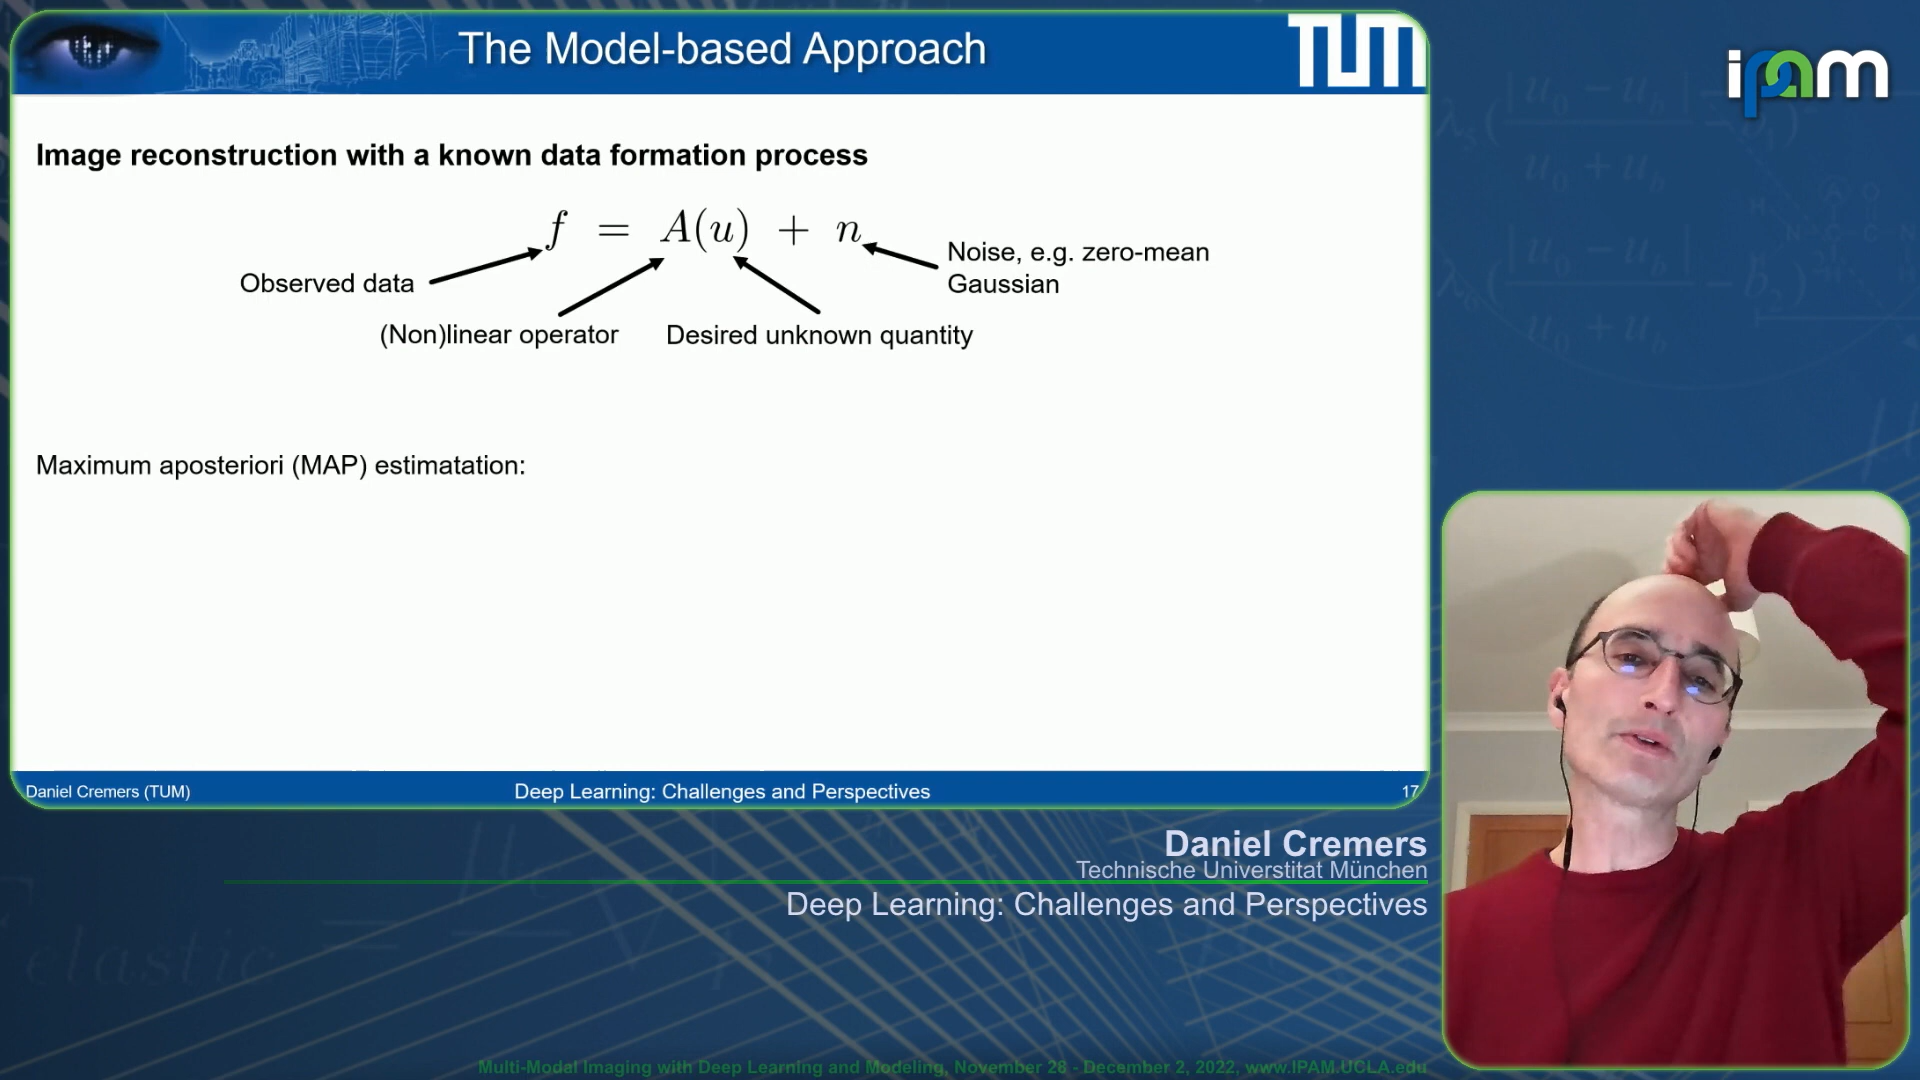 The Model-based Approach
TUM
ipam
Image reconstruction with a known data formation process
f = A(u) + n
Noise, e.g. zero-mean
Gaussian
Observed data
(Non)linear operator
Desired unknown quantity
Maximum aposteriori (MAP) estimatation:
Daniel Cremers (TUM)
Deep Learning: Challenges and Perspectives
17
Daniel Cremers
Technische Universtitat München
Deep Learning: Challenges and Perspectives
elastic
Multi-Modal Imaging with Deep Learning and Modeling, November 28 - December 2, 2022, www.IPAM.UCLA.edu